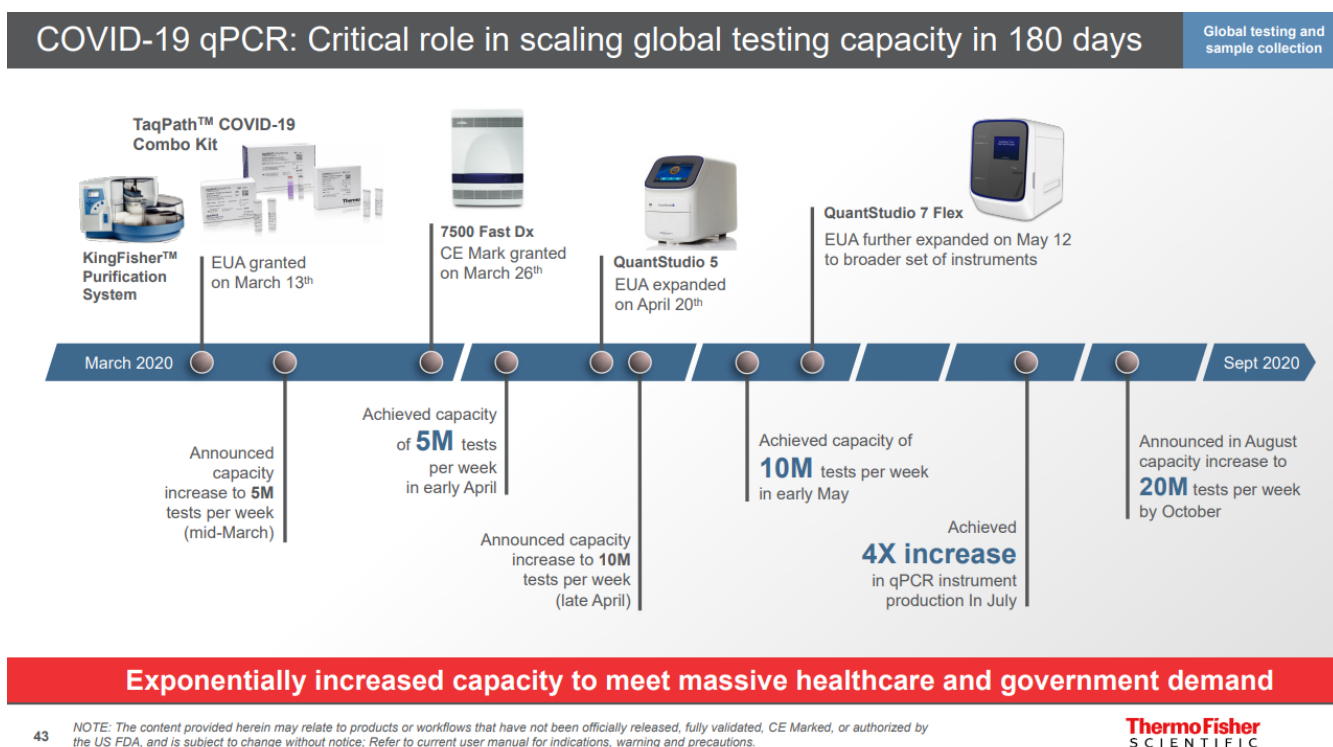 COVID-19 qPCR: Critical role in scaling global testing capacity in 180 days
Global testing and
sample collection
TaqPath™ COVID-19
Combo Kit
KingFisher™
Purification
System
EUA granted
on March 13th
7500 Fast Dx
CE Mark granted
on March 26th
QuantStudio 5
EUA expanded
on April 20th
QuantStudio 7 Flex
EUA further expanded on May 12
to broader set of instruments
March 2020
Sept 2020
Announced
capacity
increase to 5M
tests per week
(mid-March)
Achieved capacity
of 5M tests
per week
in early April
Announced capacity
increase to 10M
tests per week
(late April)
Achieved capacity of
10M tests per week
in early May
Achieved
4X increase
in qPCR instrument
production In July
Announced in August
capacity increase to
20M tests per week
by October
Exponentially increased capacity to meet massive healthcare and government demand
43
NOTE: The content provided herein may relate to products or workflows that have not been officially released, fully validated, CE Marked, or authorized by
the US FDA, and is subject to change without notice; Refer to current user manual for indications, warning and precautions.
ThermoFisher
SCIENTIFIC